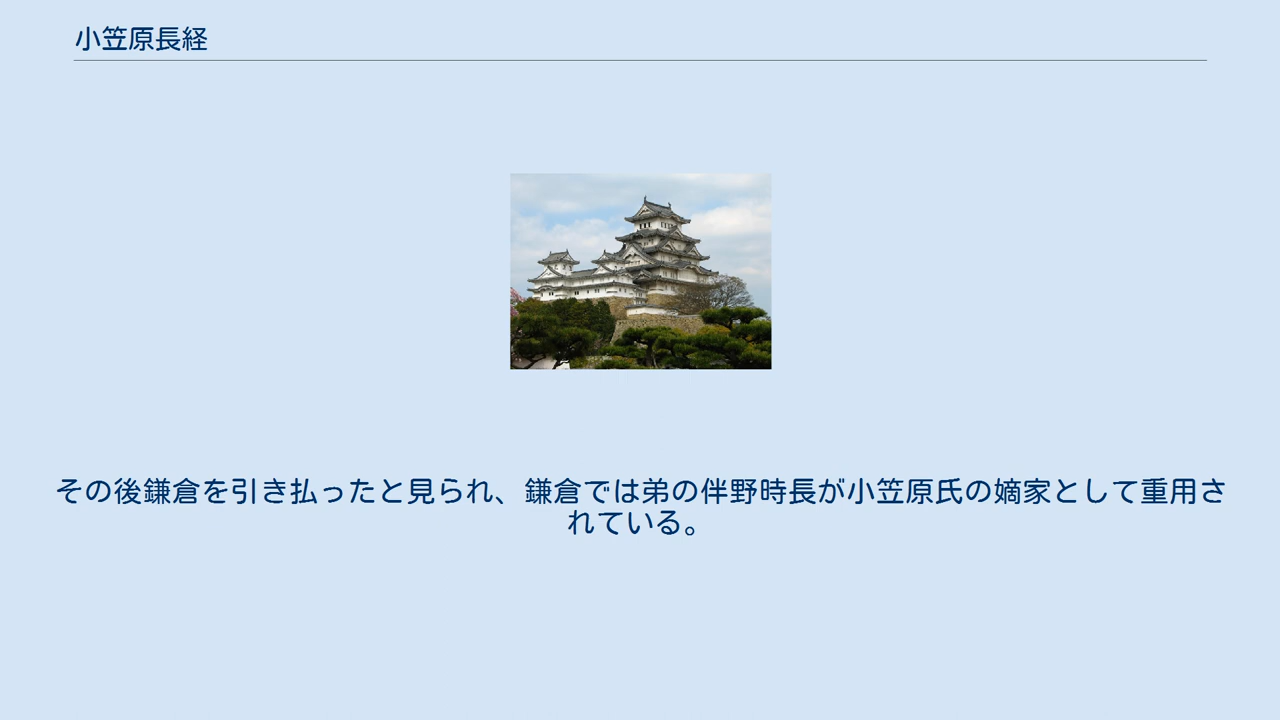 小笠原長経
その後鎌倉を引き払ったと見られ、鎌倉では弟の伴野時長が小笠原氏の嫡家として重用さ
れている。